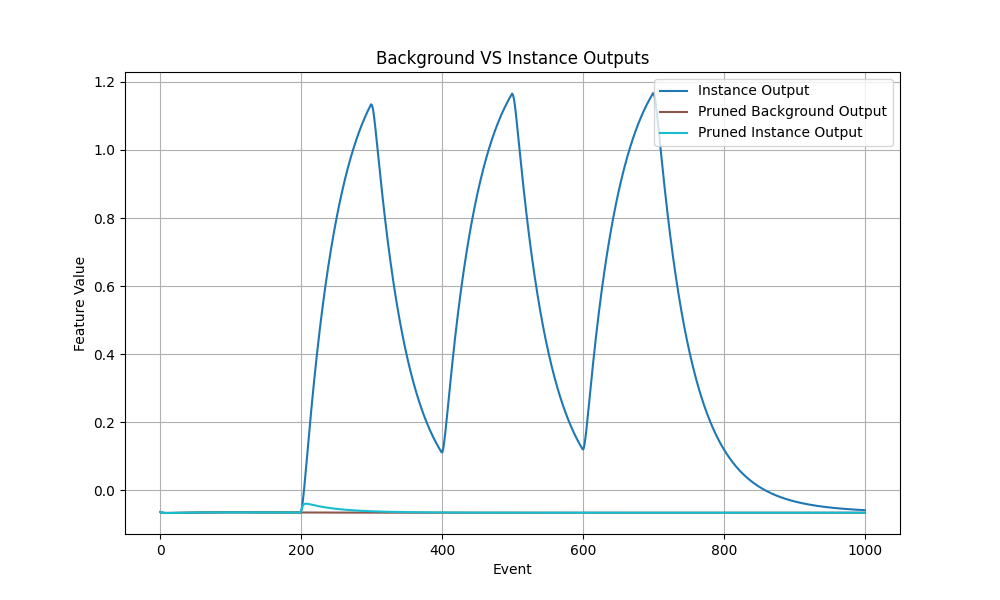 Background VS Instance Outputs
Instance Output
Pruned Background Output
Pruned Instance Output
1.2
1.0
0.8
0.6
0.4
0.2
0.0
Feature Value
0 200 400 600 800 1000
Event